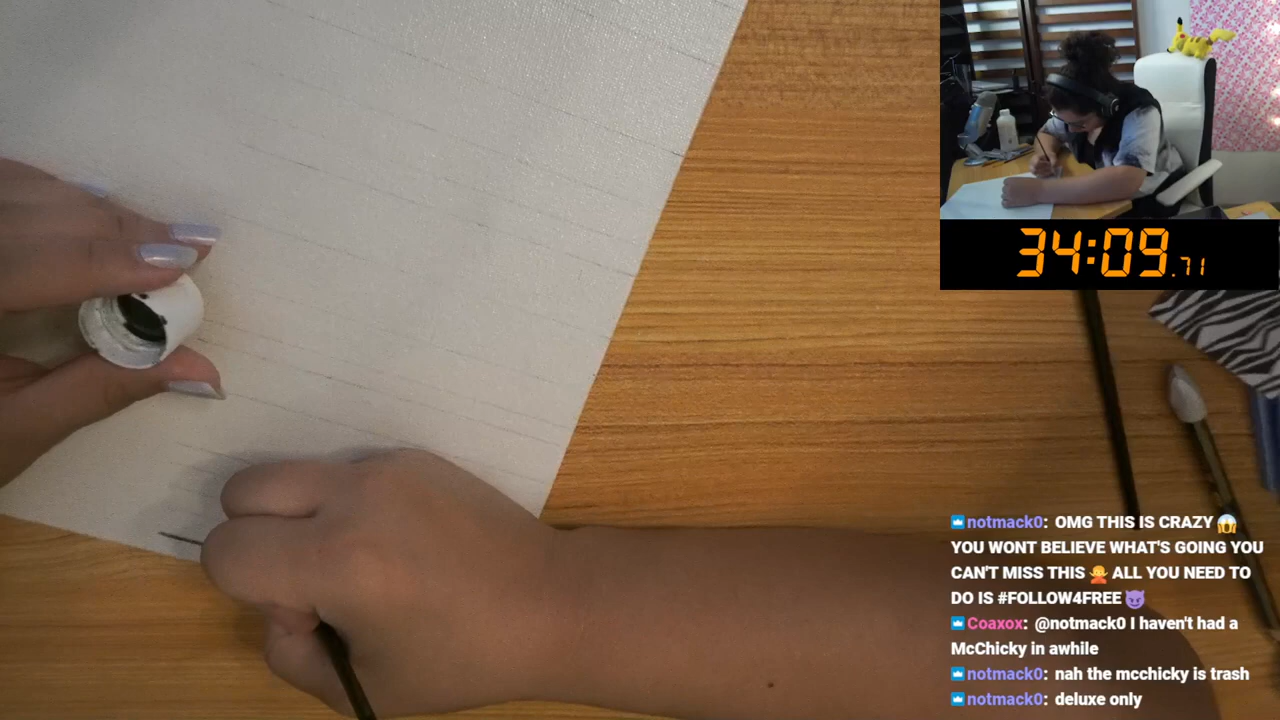 34:09.71
notmack0: OMG THIS IS CRAZY 😱
YOU WONT BELIEVE WHAT'S GOING YOU
CAN'T MISS THIS 🙅 ALL YOU NEED TO
DO IS #FOLLOW4FREE 😈
Coaxox: @notmack0 I haven't had a
McChicky in awhile
notmack0: nah the mcchicky is trash
notmack0: deluxe only